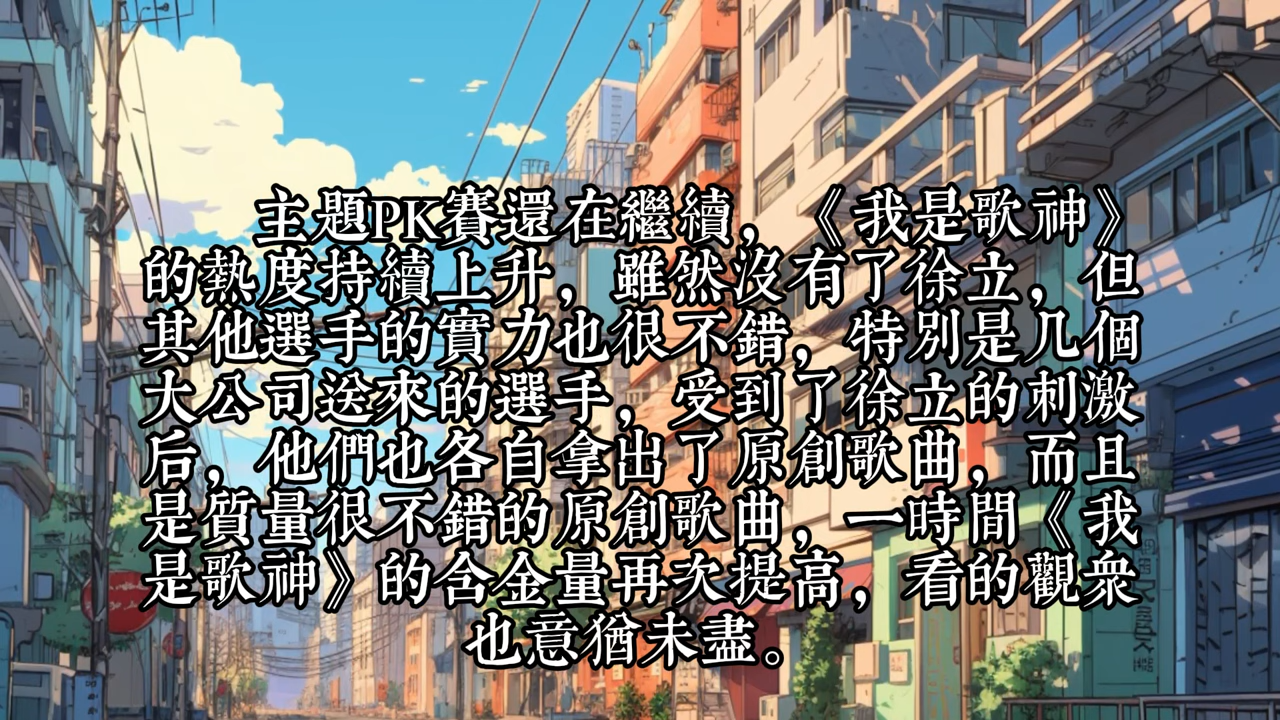 主題PK賽還在繼續，《我是歌神》
的熱度持續上升，雖然沒有了徐立，但
其他選手的實力也很不錯，特別是几個
大公司送來的選手，受到了徐立的刺激
后，他們也各自拿出了原創歌曲，而且
是質量很不錯的原創歌曲，一時間《我
是歌神》的含金量再次提高，看的觀衆
也意猶未盡。